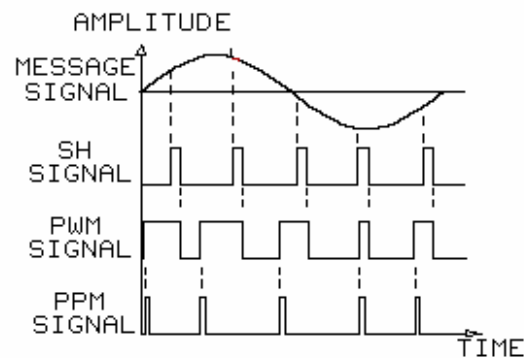 AMPLITUDE
MESSAGE
SIGNAL
SH
SIGNAL
PWM
SIGNAL
PPM
SIGNAL
TIME